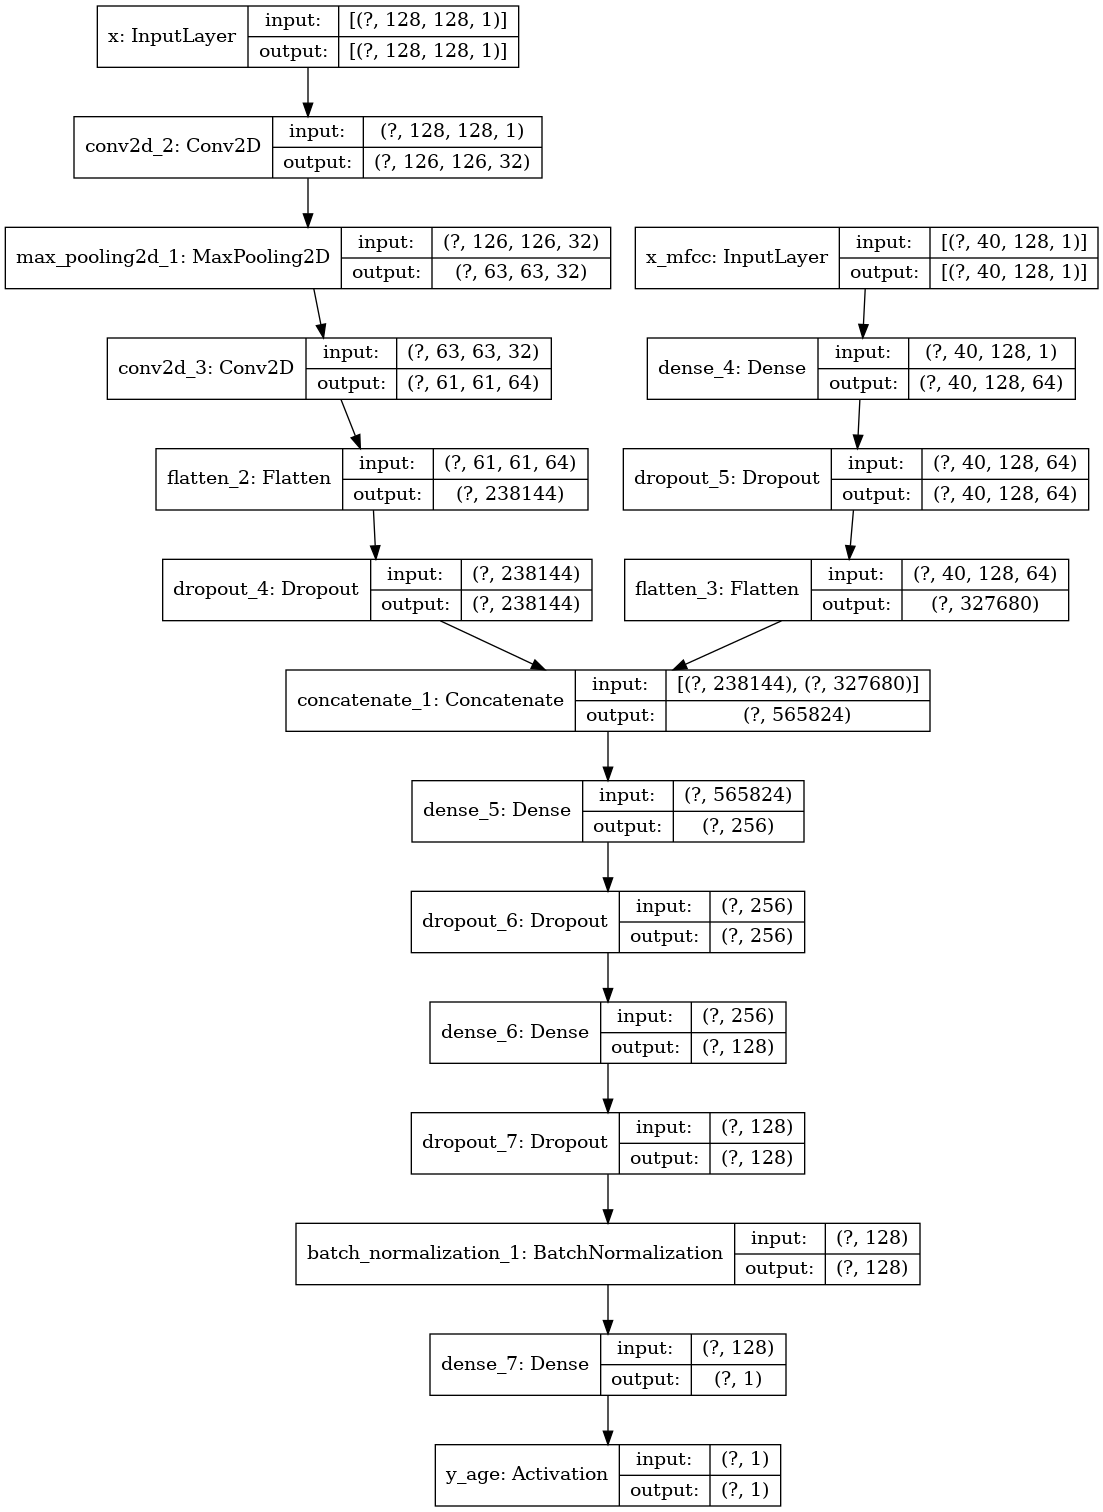 x: InputLayer
input:
[(?, 128, 128, 1)]
output:
[(?, 128, 128, 1)]
conv2d_2: Conv2D
input:
(?, 128, 128, 1)
output:
(?, 126, 126, 32)
max_pooling2d_1: MaxPooling2D
input:
(?, 126, 126, 32)
output:
(?, 63, 63, 32)
x_mfcc: InputLayer
input:
[(?, 40, 128, 1)]
output:
[(?, 40, 128, 1)]
conv2d_3: Conv2D
input:
(?, 63, 63, 32)
output:
(?, 61, 61, 64)
dense_4: Dense
input:
(?, 40, 128, 1)
output:
(?, 40, 128, 64)
flatten_2: Flatten
input:
(?, 61, 61, 64)
output:
(?, 238144)
dropout_5: Dropout
input:
(?, 40, 128, 64)
output:
(?, 40, 128, 64)
dropout_4: Dropout
input:
(?, 238144)
output:
(?, 238144)
flatten_3: Flatten
input:
(?, 40, 128, 64)
output:
(?, 327680)
concatenate_1: Concatenate
input:
[(?, 238144), (?, 327680)]
output:
(?, 565824)
dense_5: Dense
input:
(?, 565824)
output:
(?, 256)
dropout_6: Dropout
input:
(?, 256)
output:
(?, 256)
dense_6: Dense
input:
(?, 256)
output:
(?, 128)
dropout_7: Dropout
input:
(?, 128)
output:
(?, 128)
batch_normalization_1: BatchNormalization
input:
(?, 128)
output:
(?, 128)
dense_7: Dense
input:
(?, 128)
output:
(?, 1)
y_age: Activation
input:
(?, 1)
output:
(?, 1)